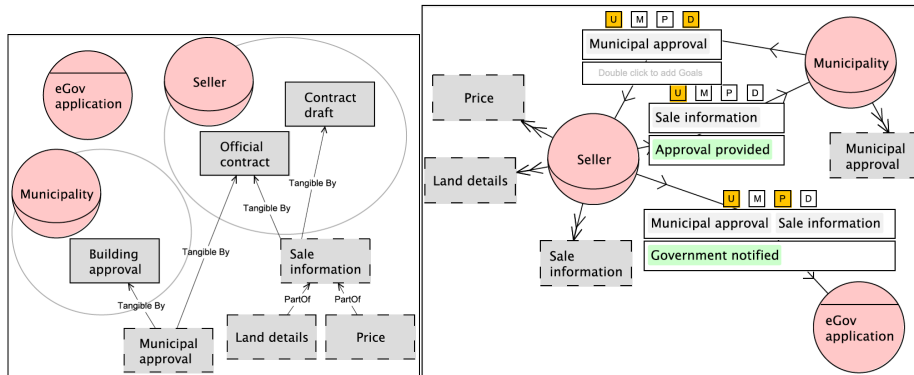 eGov
application
Seller
Contract
draft
Official
contract
Municipality
Tangible By
Tangible By
Tangible By
Building
approval
Sale
information
Tangible By
PartOf
PartOf
Municipal
approval
Land details
Price
U M P D
Municipal approval
Double click to add Goals
Municipality
Price
U M P D
Sale information
Approval provided
Seller
Municipal
approval
Land details
U M P D
Municipal approval Sale information
Government notified
Sale
information
eGov
application